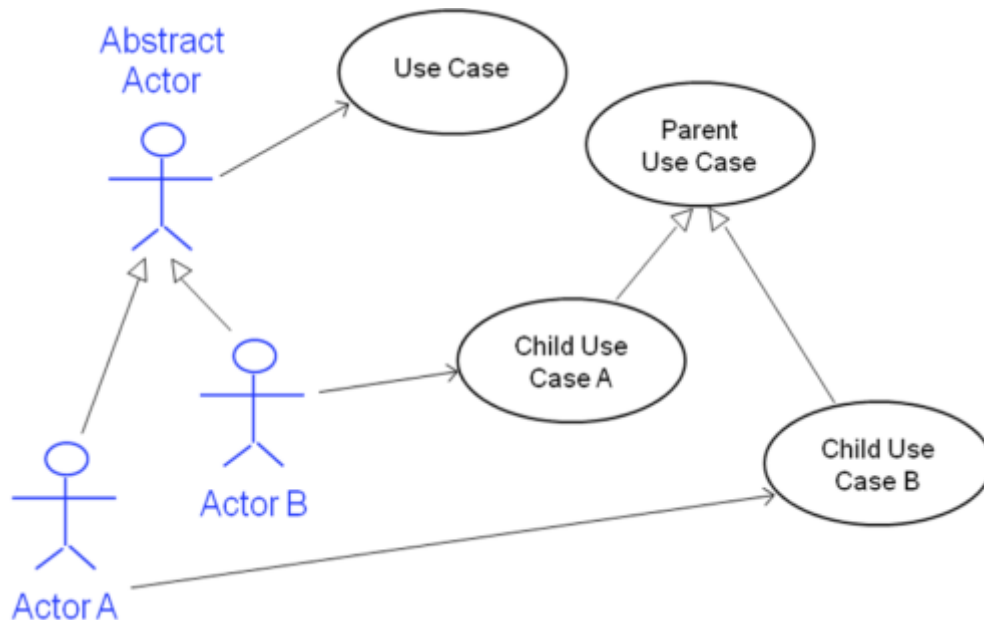 Abstract
Actor
Use Case
Parent
Use Case
Child Use
Case A
Child Use
Case B
Actor B
Actor A